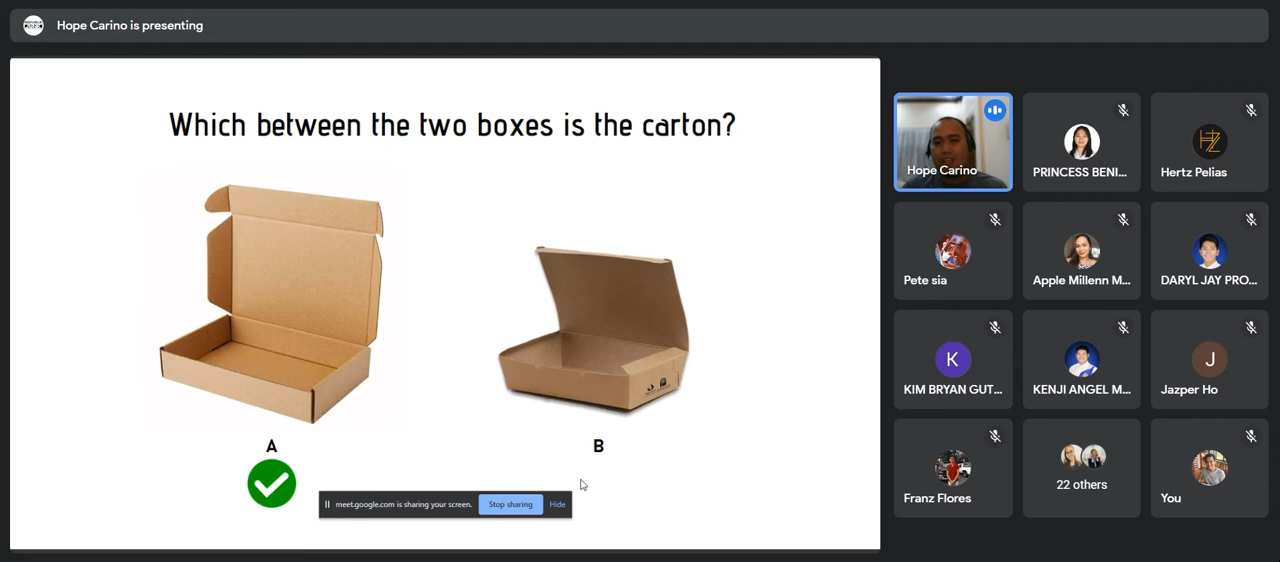 Hope Carino is presenting
Which between the two boxes is the carton?
A
B
meet.google.com is sharing your screen.
Stop sharing
Hide
Hope Carino
PRINCESS BENI...
Hertz Pelias
Pete sia
Apple Millenn M...
DARYL JAY PRO...
K
KIM BRYAN GUT...
KENJI ANGEL M...
J
Jazper Ho
Franz Flores
22 others
You